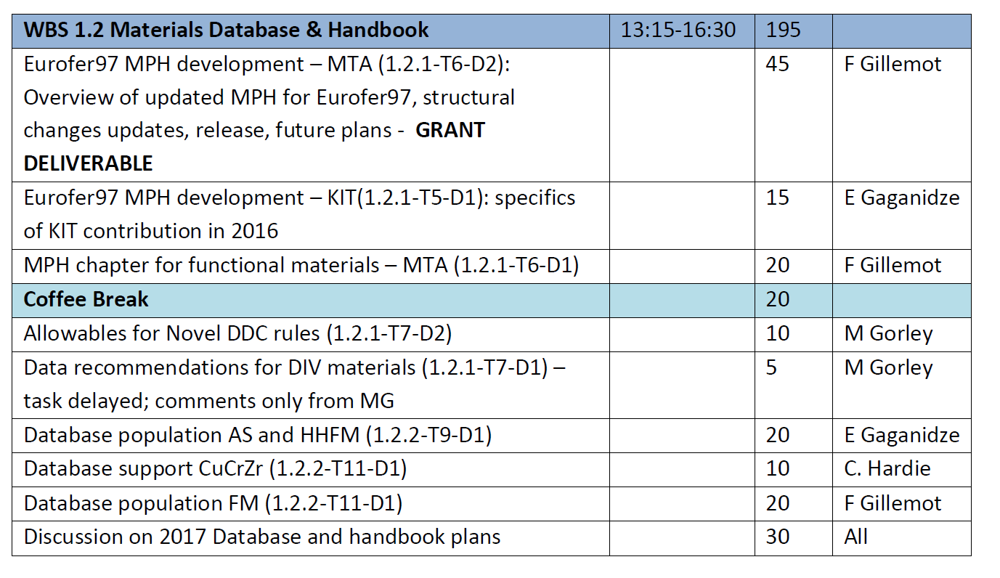 WBS 1.2 Materials Database & Handbook 13:15-16:30 195
Eurofer97 MPH development – MTA (1.2.1-T6-D2): 45 F Gillemot
Overview of updated MPH for Eurofer97, structural
changes updates, release, future plans - GRANT
DELIVERABLE
Eurofer97 MPH development – KIT(1.2.1-T5-D1): specifics 15 E Gaganidze
of KIT contribution in 2016
MPH chapter for functional materials – MTA (1.2.1-T6-D1) 20 F Gillemot
Coffee Break 20
Allowables for Novel DDC rules (1.2.1-T7-D2) 10 M Gorley
Data recommendations for DIV materials (1.2.1-T7-D1) – 5 M Gorley
task delayed; comments only from MG
Database population AS and HHFM (1.2.2-T9-D1) 20 E Gaganidze
Database support CuCrZr (1.2.2-T11-D1) 10 C. Hardie
Database population FM (1.2.2-T11-D1) 20 F Gillemot
Discussion on 2017 Database and handbook plans 30 All